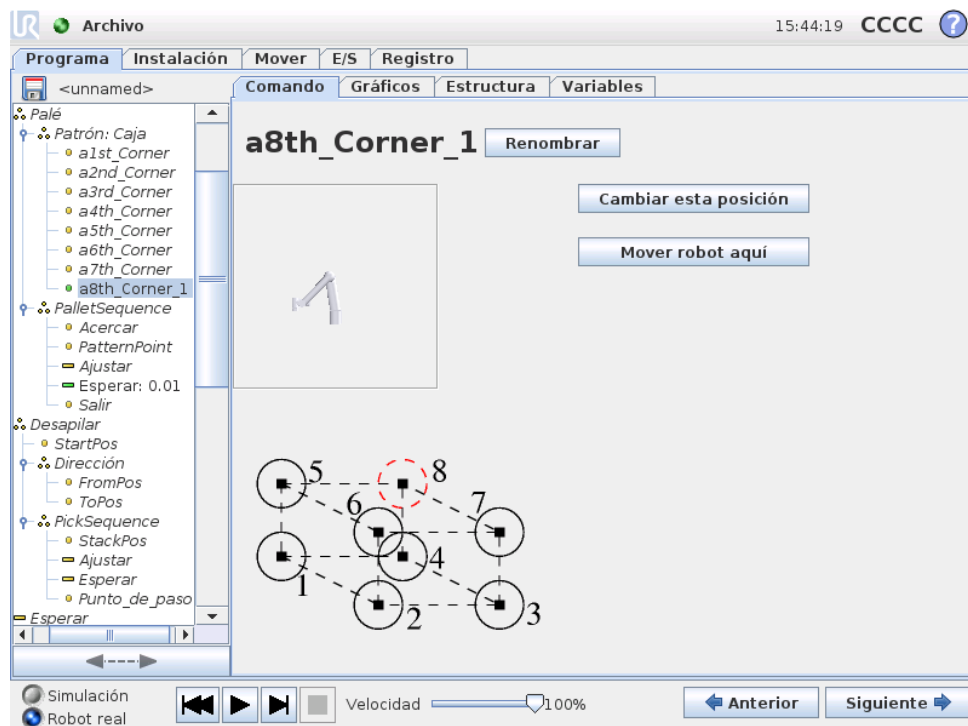 UR Archivo 15:44:19 CCCC ?
Programa Instalación Mover E/S Registro
<unnamed>
Comando Gráficos Estructura Variables
Palé
Patrón: Caja
a1st_Corner
a2nd_Corner
a3rd_Corner
a4th_Corner
a5th_Corner
a6th_Corner
a7th_Corner
a8th_Corner_1
PalletSequence
Acercar
PatternPoint
Ajustar
Esperar: 0.01
Salir
Desapilar
StartPos
Dirección
FromPos
ToPos
PickSequence
StackPos
Ajustar
Esperar
Punto_de_paso
Esperar
a8th_Corner_1 Renombrar
Cambiar esta posición
Mover robot aquí
5 8
6 7
4
1
2 3
Simulación
Robot real
Velocidad 100%
Anterior Siguiente